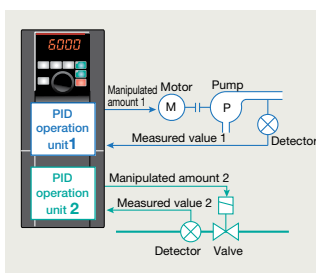 6000
Manipulated
amount 1
Motor
Pump
M
P
PID
operation
unit1
Measured value 1
Detector
PID
operation
unit 2
Manipulated amount 2
Measured value 2
Detector
Valve